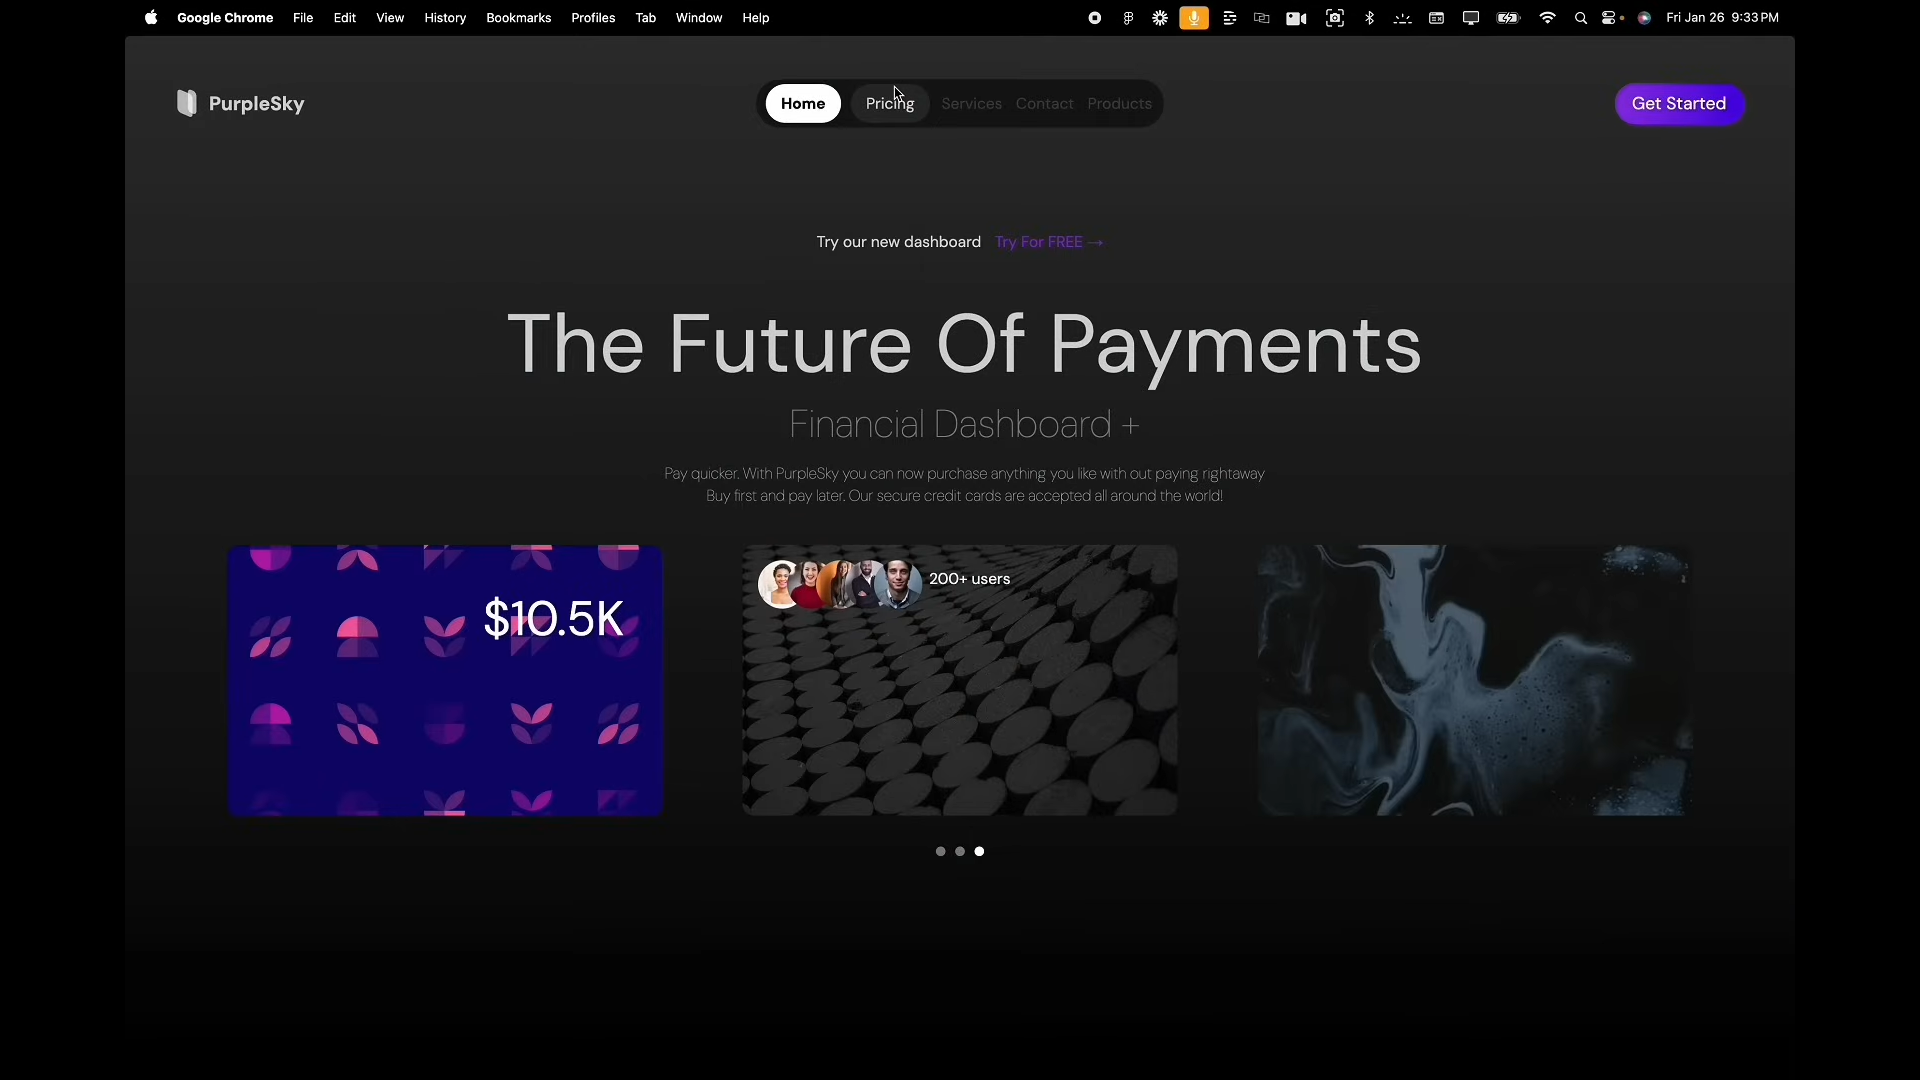 Google Chrome File Edit View History Bookmarks Profiles Tab Window Help Fri Jan 26 9:33 PM
PurpleSky
Home Pricing Services Contact Products
Get Started
Try our new dashboard Try For FREE →
The Future Of Payments
Financial Dashboard +
Pay quicker. With PurpleSky you can now purchase anything you like with out paying rightaway
Buy first and pay later. Our secure credit cards are accepted all around the world!
$10.5K
200+ users